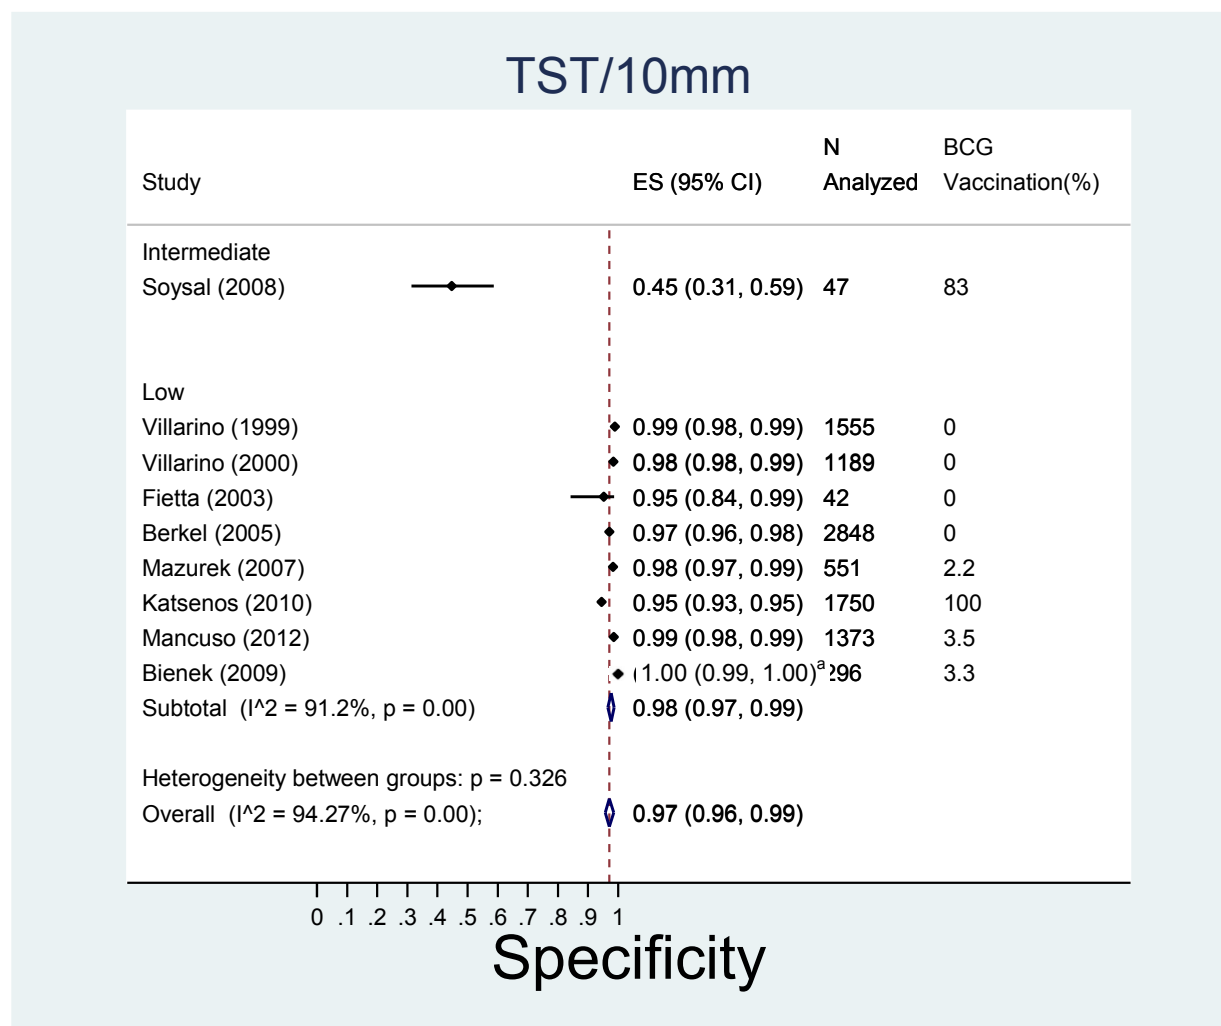 TST/10mm
N BCG
Study ES (95% CI) Analyzed Vaccination(%)
Intermediate
Soysal (2008) 0.45 (0.31, 0.59) 47 83
Low
Villarino (1999) 0.99 (0.98, 0.99) 1555 0
Villarino (2000) 0.98 (0.98, 0.99) 1189 0
Fietta (2003) 0.95 (0.84, 0.99) 42 0
Berkel (2005) 0.97 (0.96, 0.98) 2848 0
Mazurek (2007) 0.98 (0.97, 0.99) 551 2.2
Katsenos (2010) 0.95 (0.93, 0.95) 1750 100
Mancuso (2012) 0.99 (0.98, 0.99) 1373 3.5
Bienek (2009) (1.00 (0.99, 1.00)ª 296 3.3
Subtotal (I^2 = 91.2%, p = 0.00) 0.98 (0.97, 0.99)
Heterogeneity between groups: p = 0.326
Overall (I^2 = 94.27%, p = 0.00); 0.97 (0.96, 0.99)
0 .1 .2 .3 .4 .5 .6 .7 .8 .9 1
Specificity